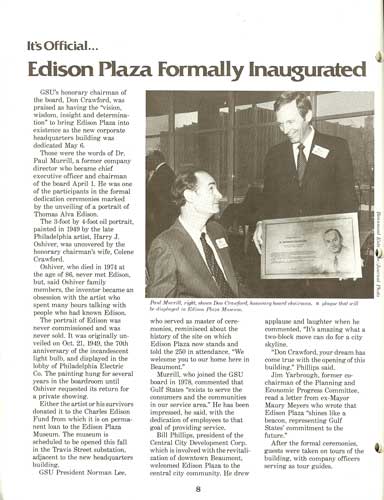 It's Official...
Edison Plaza Formally Inaugurated
GSU's honorary chairman of
the board, Don Crawford, was
praised as having the "vision,
wisdom, insight and determina-
tion" to bring Edison Plaza into
existence as the new corporate
headquarters building was
dedicated May 6.
Those were the words of Dr.
Paul Murrill, a former company
director who became chief
executive officer and chairman
of the board April 1. He was one
of the participants in the formal
dedication ceremonies marked
by the unveiling of a portrait of
Thomas Alva Edison.
The 3-foot by 4-foot oil portrait,
painted in 1949 by the late
Philadelphia artist, Harry J.
Oshiver, was uncovered by the
honorary chairman's wife, Colene
Crawford.
Oshiver, who died in 1974 at
the age of 86, never met Edison,
but, said Oshiver family
members, the inventor became an
obsession with the artist who
spent many hours talking with
people who had known Edison.
The portrait of Edison was
never commissioned and was
never sold. It was originally un-
veiled on Oct. 21, 1949, the 70th
anniversary of the incandescent
light bulb, and displayed in the
lobby of Philadelphia Electric
Co. The painting hung for several
years in the boardroom until
Oshiver requested its return for
a private showing.
Either the artist or his survivors
donated it to the Charles Edison
Fund from which it is on perma-
nent loan to the Edison Plaza
Museum. The museum is
scheduled to be opened this fall
in the Travis Street substation,
adjacent to the new headquarters
building.
GSU President Norman Lee,
Paul Murrill, right, shows Don Crawford, honorary board chairman, a plaque that will
be displayed in Edison Plaza Museum.
who served as master of cere-
monies, reminisced about the
history of the site on which
Edison Plaza now stands and
told the 250 in attendance, "We
welcome you to our home here in
Beaumont."
Murrill, who joined the GSU
board in 1978, commented that
Gulf States "exists to serve the
consumers and the communities
in our service area." He has been
impressed, he said, with the
dedication of employees to that
goal of providing service.
Bill Phillips, president of the
Central City Development Corp.
which is involved with the revitali-
zation of downtown Beaumont,
welcomed Edison Plaza to the
central city community. He drew
applause and laughter when he
commented, "It's amazing what a
two-block move can do for a city
skyline.
"Don Crawford, your dream has
come true with the opening of this
building," Phillips said.
Jim Yarbrough, former co-
chairman of the Planning and
Economic Progress Committee,
read a letter from ex-Mayor
Maury Meyers who wrote that
Edison Plaza "shines like a
beacon, representing Gulf
States' commitment to the
future."
After the formal ceremonies,
guests were taken on tours of the
building, with company officers
serving as tour guides.
8